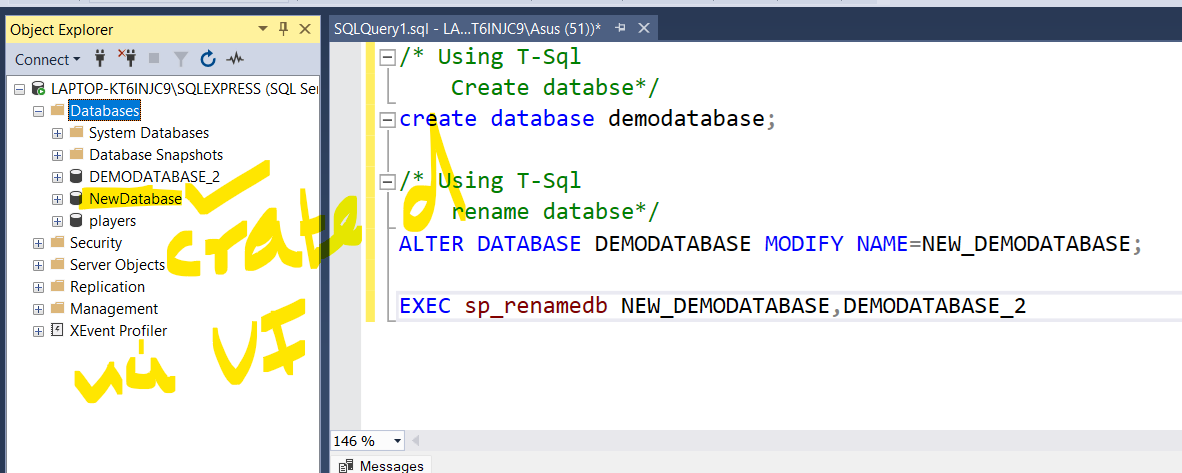 Object Explorer
Connect
LAPTOP-KT6INJC9\SQLEXPRESS (SQL Ser
Databases
System Databases
Database Snapshots
DEMODATABASE_2
NewDatabase
players
Security
Server Objects
Replication
Management
XEvent Profiler
crated
UI
SQLQuery1.sql - LA...T6INJC9\Asus (51))*
/* Using T-Sql
Create databse*/
create database demodatabase;
/* Using T-Sql
rename databse*/
ALTER DATABASE DEMODATABASE MODIFY NAME=NEW_DEMODATABASE;
EXEC sp_renamedb NEW_DEMODATABASE,DEMODATABASE_2
146 %
Messages